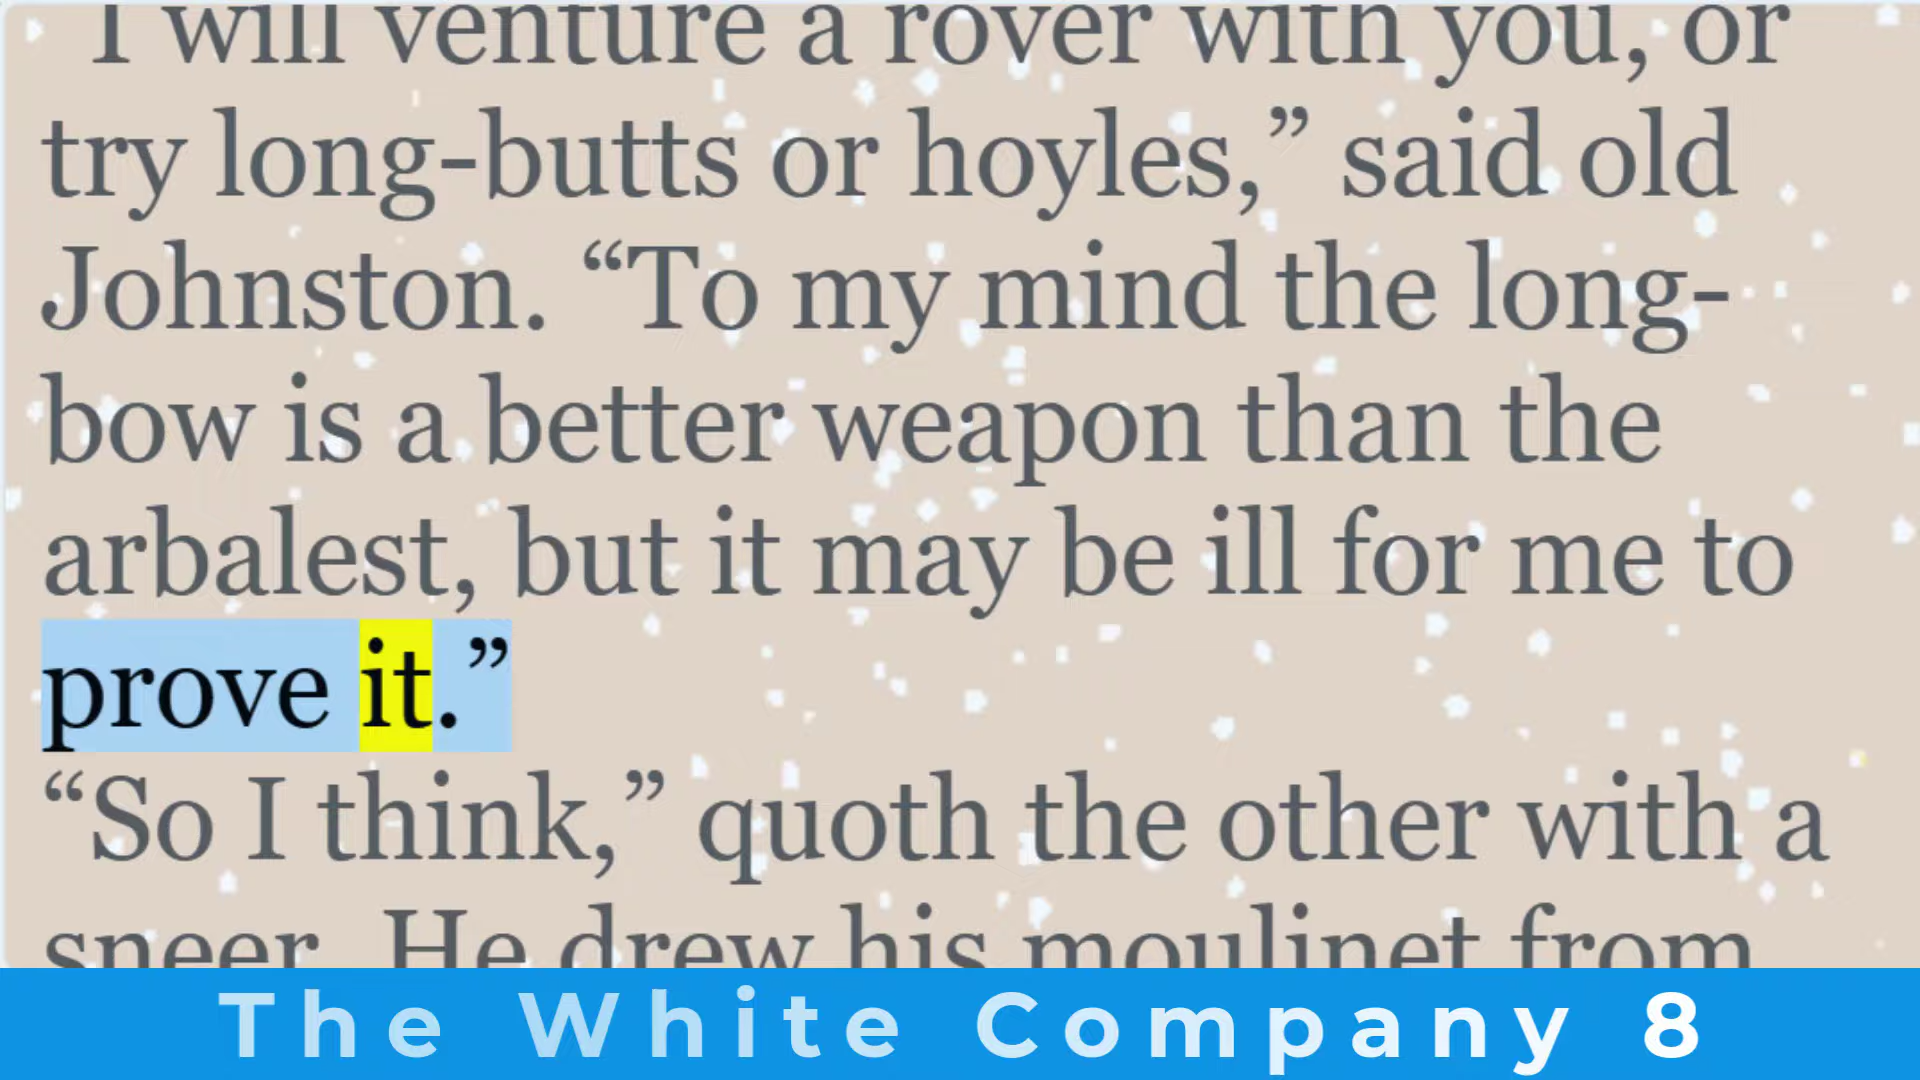 “I will venture a rover with you, or
try long-butts or hoyles,” said old
Johnston. “To my mind the long-
bow is a better weapon than the
arbalest, but it may be ill for me to
prove it.”
“So I think,” quoth the other with a
sneer. He drew his moulinet from
The White Company 8